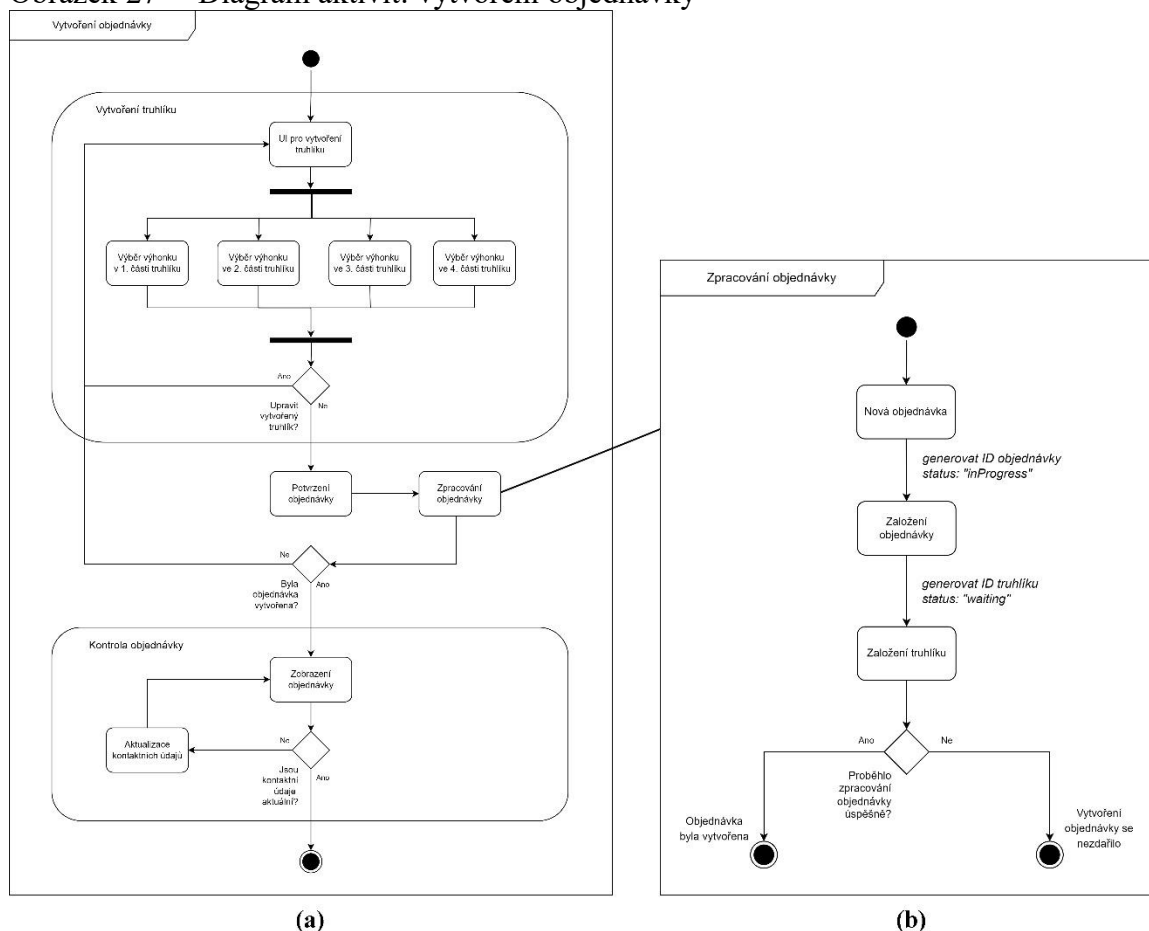 Obrázek 27 – Diagram aktivit: Vytvoření objednávky
Vytvoření objednávky
Vytvoření truhlíku
UI pro vytvoření
truhlíku
Výběr výhonku
v 1. části truhlíku
Výběr výhonku
ve 2. části truhlíku
Výběr výhonku
ve 3. části truhlíku
Výběr výhonku
ve 4. části truhlíku
Ano
Ne
Upravit
vytvořený
truhlík?
Potvrzení
objednávky
Zpracování
objednávky
Ne
Ano
Byla
objednávka
vytvořena?
Kontrola objednávky
Zobrazení
objednávky
Aktualizace
kontaktních údajů
Ne
Ano
Jsou
kontaktní
údaje
aktuální?
(a)
Zpracování objednávky
Nová objednávka
generovat ID objednávky
status: "inProgress"
Založení
objednávky
generovat ID truhlíku
status: "waiting"
Založení truhlíku
Ano
Ne
Proběhlo
zpracování
objednávky
úspěšně?
Objednávka
byla vytvořena
Vytvoření
objednávky se
nezdařilo
(b)